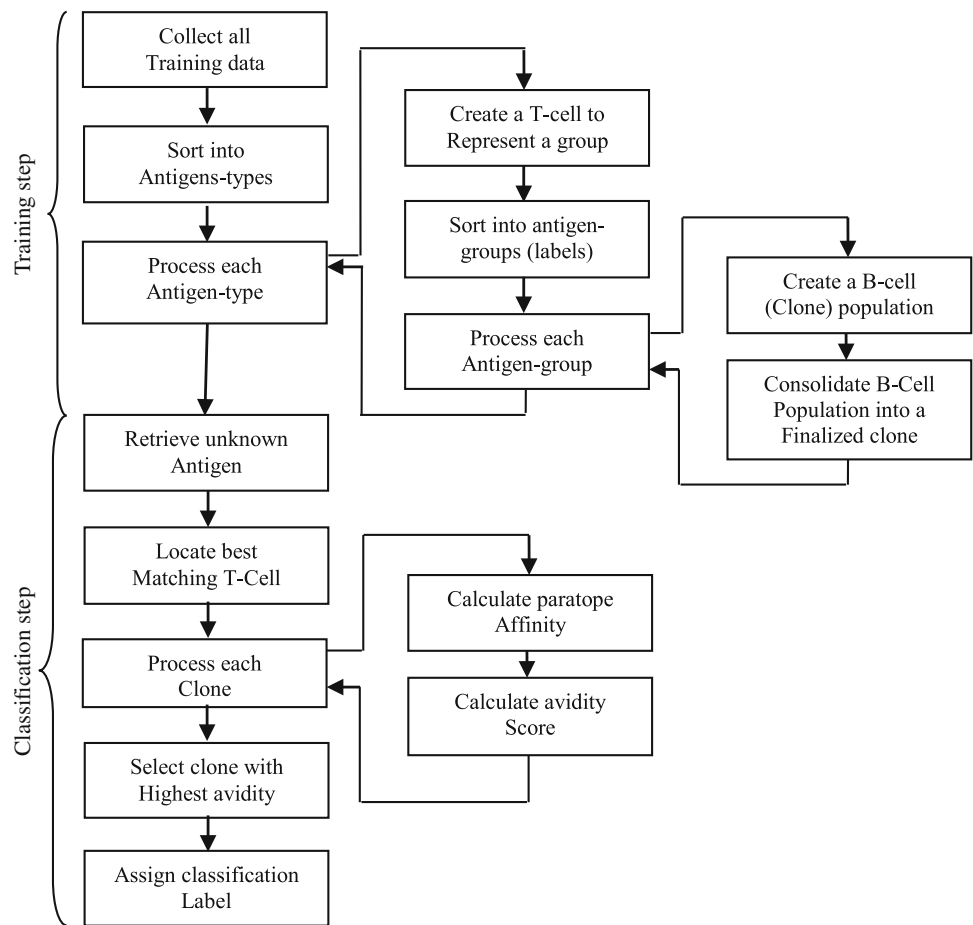 Training step
Collect all
Training data
Sort into
Antigens-types
Process each
Antigen-type
Create a T-cell to
Represent a group
Sort into antigen-
groups (labels)
Process each
Antigen-group
Create a B-cell
(Clone) population
Consolidate B-Cell
Population into a
Finalized clone
Classification step
Retrieve unknown
Antigen
Locate best
Matching T-Cell
Process each
Clone
Calculate paratope
Affinity
Calculate avidity
Score
Select clone with
Highest avidity
Assign classification
Label